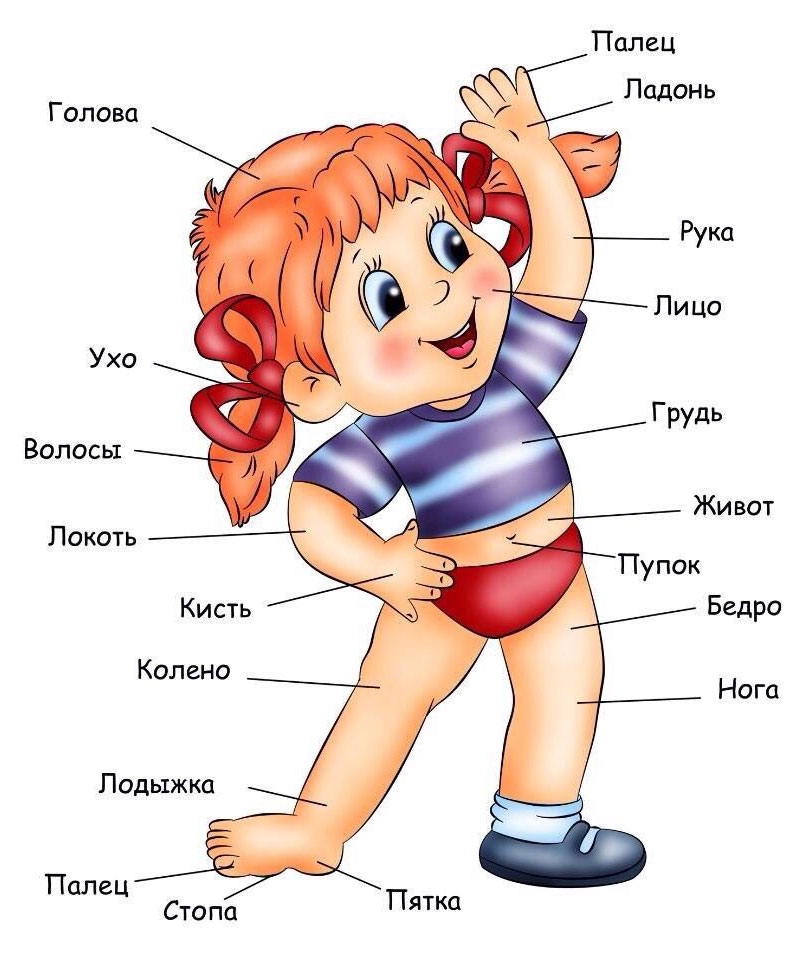 Палец
Ладонь
Голова
Рука
Лицо
Ухо
Грудь
Волосы
Живот
Локоть
Пупок
Кисть
Бедро
Колено
Нога
Лодыжка
Палец
Стопа
Пятка